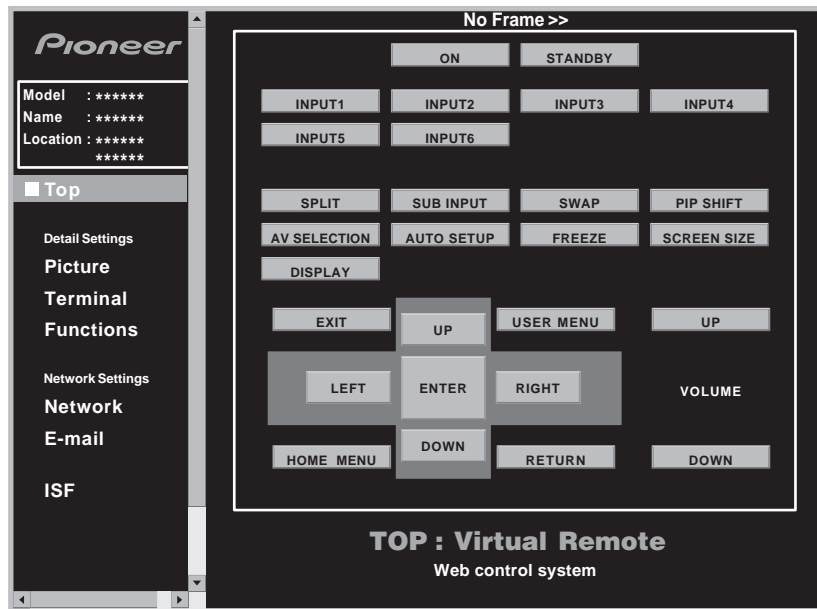 Pioneer
Model : ******
Name : ******
Location : ******
******
Top
Detail Settings
Picture
Terminal
Functions
Network Settings
Network
E-mail
ISF
No Frame >>
ON STANDBY
INPUT1 INPUT2 INPUT3 INPUT4
INPUT5 INPUT6
SPLIT SUB INPUT SWAP PIP SHIFT
AV SELECTION AUTO SETUP FREEZE SCREEN SIZE
DISPLAY
EXIT UP USER MENU UP
LEFT ENTER RIGHT VOLUME
HOME MENU DOWN RETURN DOWN
TOP : Virtual Remote
Web control system